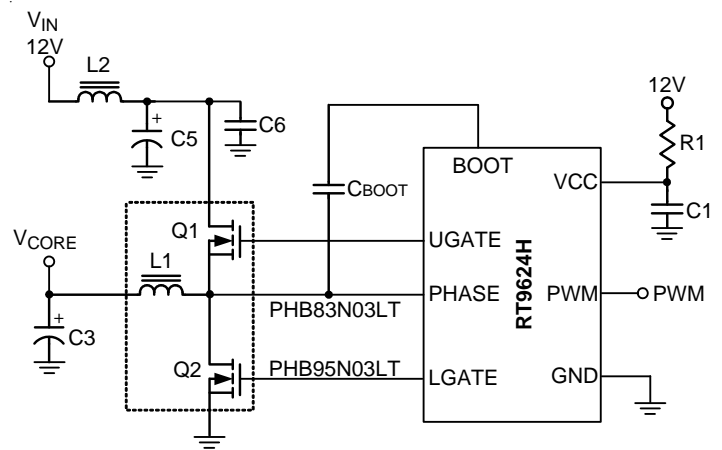 VIN
12V
L2
12V
C5
C6
R1
CBOOT
BOOT
VCC
C1
VCORE
L1
Q1
UGATE
PHASE
RT9624H
PWM
PWM
PHB83N03LT
C3
Q2
PHB95N03LT
LGATE
GND